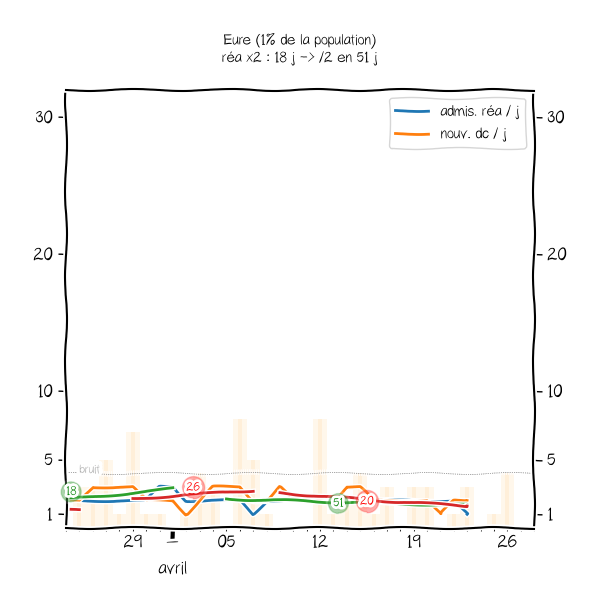 Eure (1% de la population)
réa x2 : 18 j -> /2 en 51 j
admis. réa / j
nouv. dc / j
30 30
20 20
10 10
5 5
bruit
18 26 51 20
1 1
29 1 05 12 19 26
avril